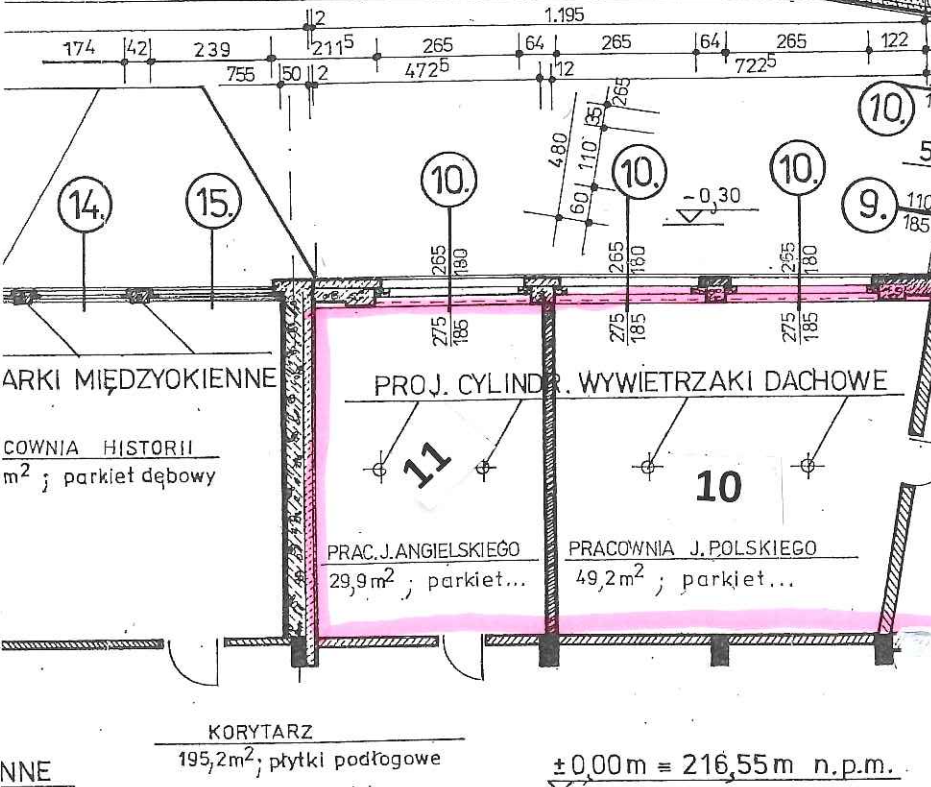 2 1.195
174 42 239 211⁵ 265 64 265 64 265 122
755 50 2 472⁵ 12 722⁵
10.
265
35
480
110
60
10. 10.
14. 15. 10.
-0,30
9. 110
185
265 180 265 180 265 180
275 185 275 185 275 185
ARKI MIĘDZYOKIENNE
PROJ. CYLINDR. WYWIETRZAKI DACHOWE
COWNIA HISTORII
m² ; parkiet dębowy
11
10
PRAC. J. ANGIELSKIEGO
29,9m² ; parkiet...
PRACOWNIA J. POLSKIEGO
49,2m² ; parkiet...
KORYTARZ
195,2m²; płytki podłogowe
NNE
±0,00m ≡ 216,55m n.p.m.